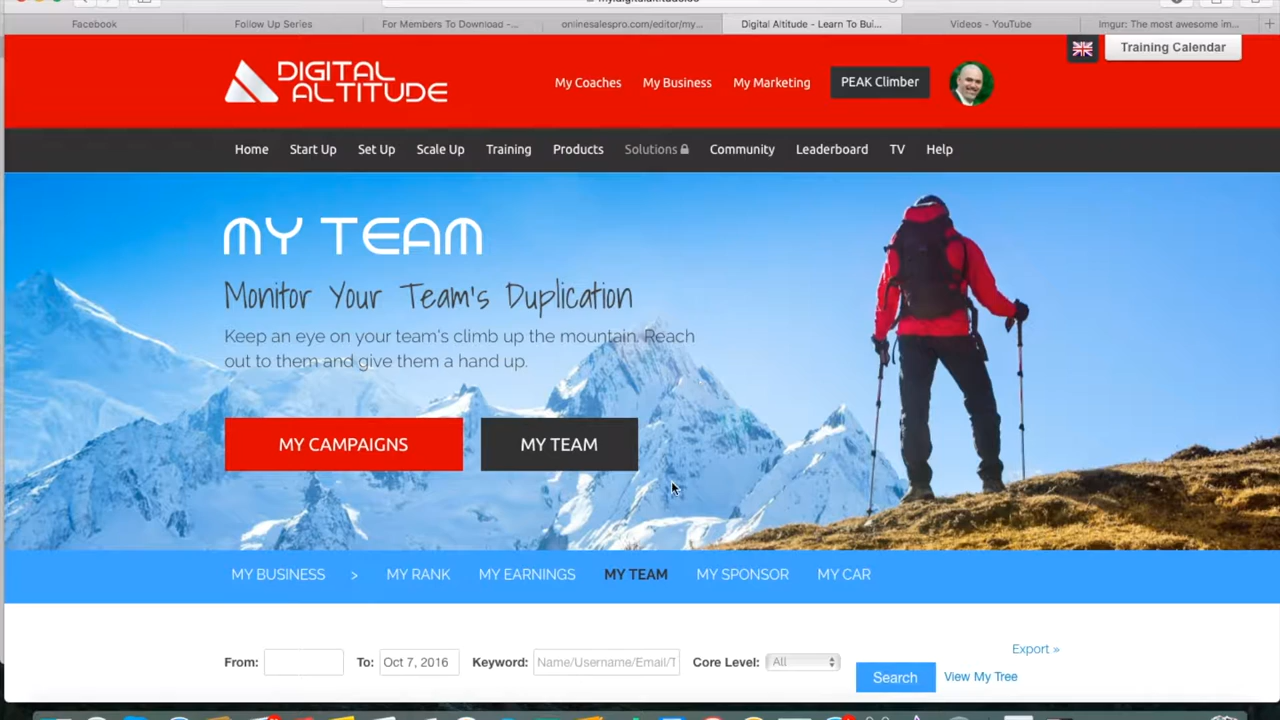 Facebook
Follow Up Series
For Members To Download -...
onlinesalespro.com/editor/my...
Digital Altitude - Learn To Bui...
Videos - YouTube
Imgur: The most awesome im...
Training Calendar
DIGITAL
ALTITUDE
My Coaches
My Business
My Marketing
PEAK Climber
Home
Start Up
Set Up
Scale Up
Training
Products
Solutions
Community
Leaderboard
TV
Help
MY TEAM
Monitor Your Team's Duplication
Keep an eye on your team's climb up the mountain. Reach
out to them and give them a hand up.
MY CAMPAIGNS
MY TEAM
MY BUSINESS > MY RANK MY EARNINGS MY TEAM MY SPONSOR MY CAR
Export »
From:
To: Oct 7, 2016
Keyword: Name/Username/Email/T
Core Level: All
Search
View My Tree